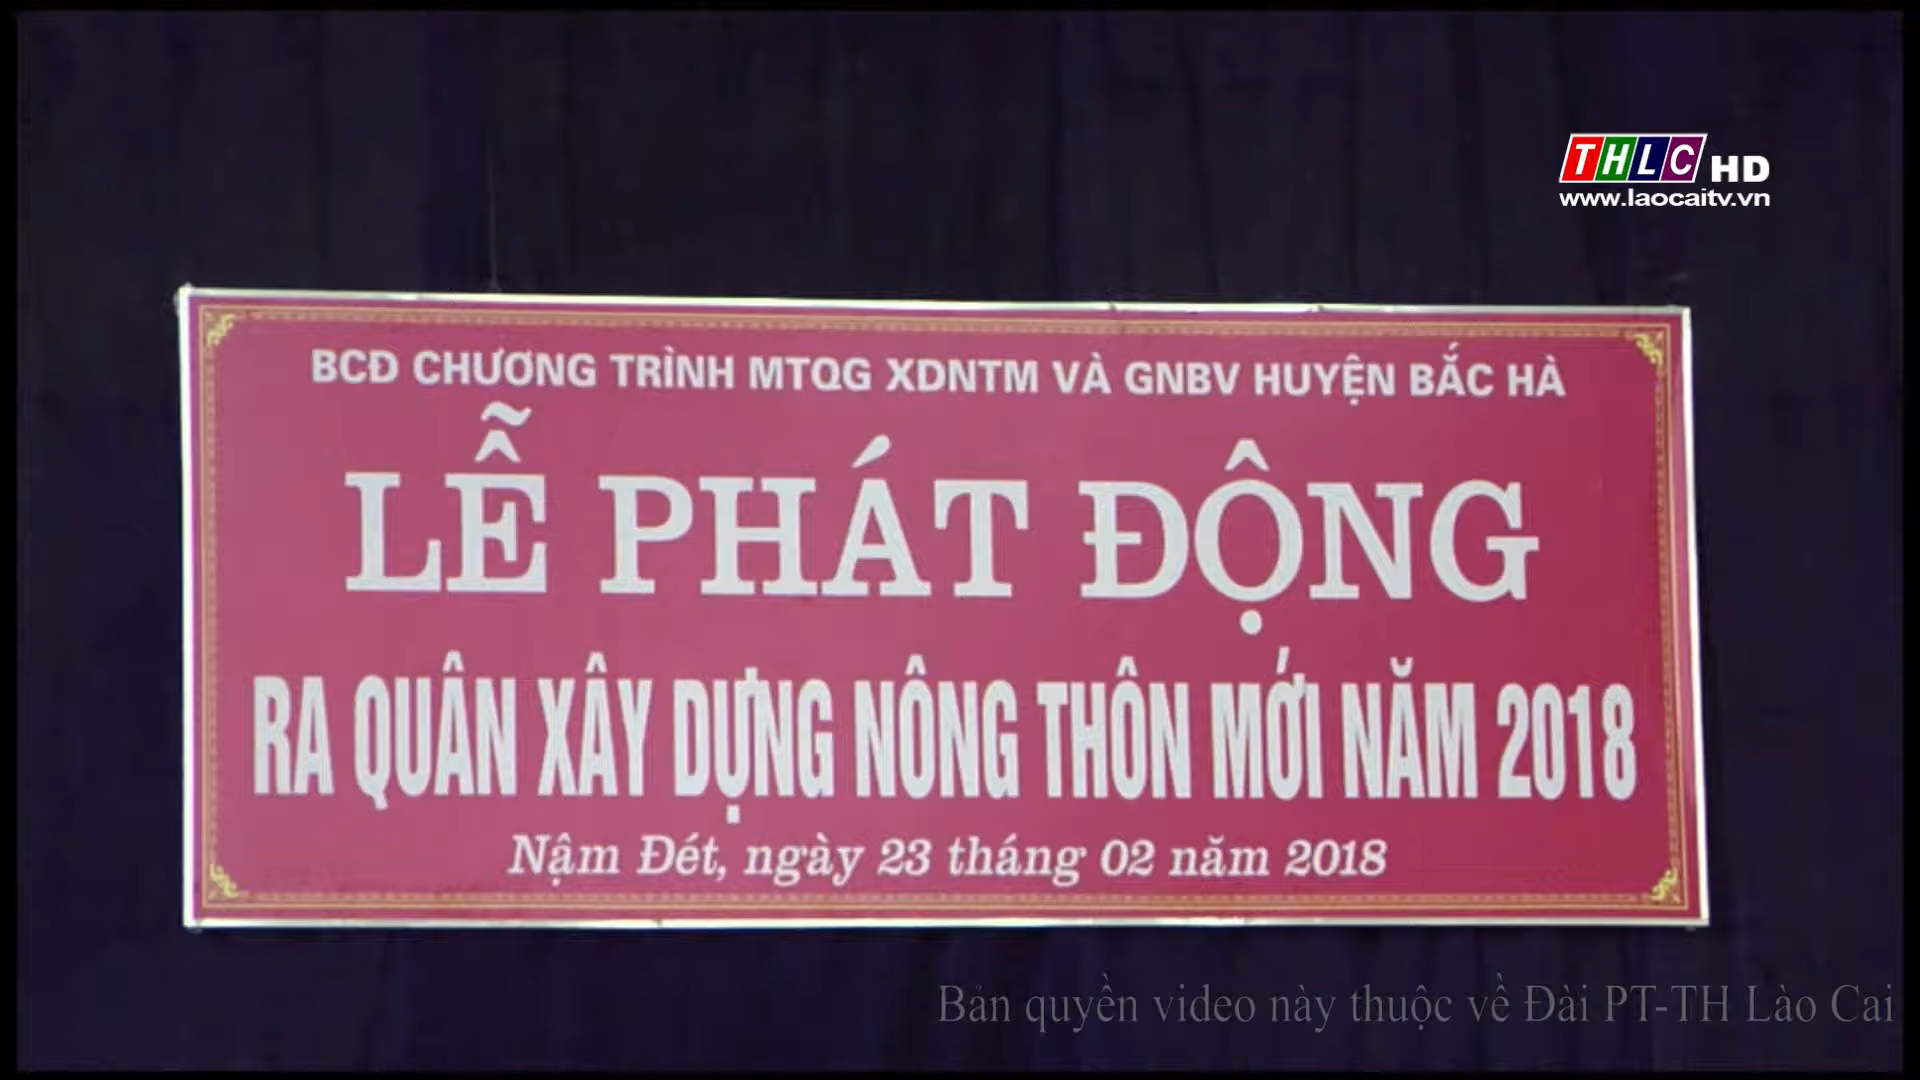 THLC HD
www.laocaitv.vn
BCĐ CHƯƠNG TRÌNH MTQG XDNTM VÀ GNBV HUYỆN BẮC HÀ
LỄ PHÁT ĐỘNG
RA QUÂN XÂY DỰNG NÔNG THÔN MỚI NĂM 2018
Nậm Đét, ngày 23 tháng 02 năm 2018
Bản quyền video này thuộc về Đài PT-TH Lào Cai